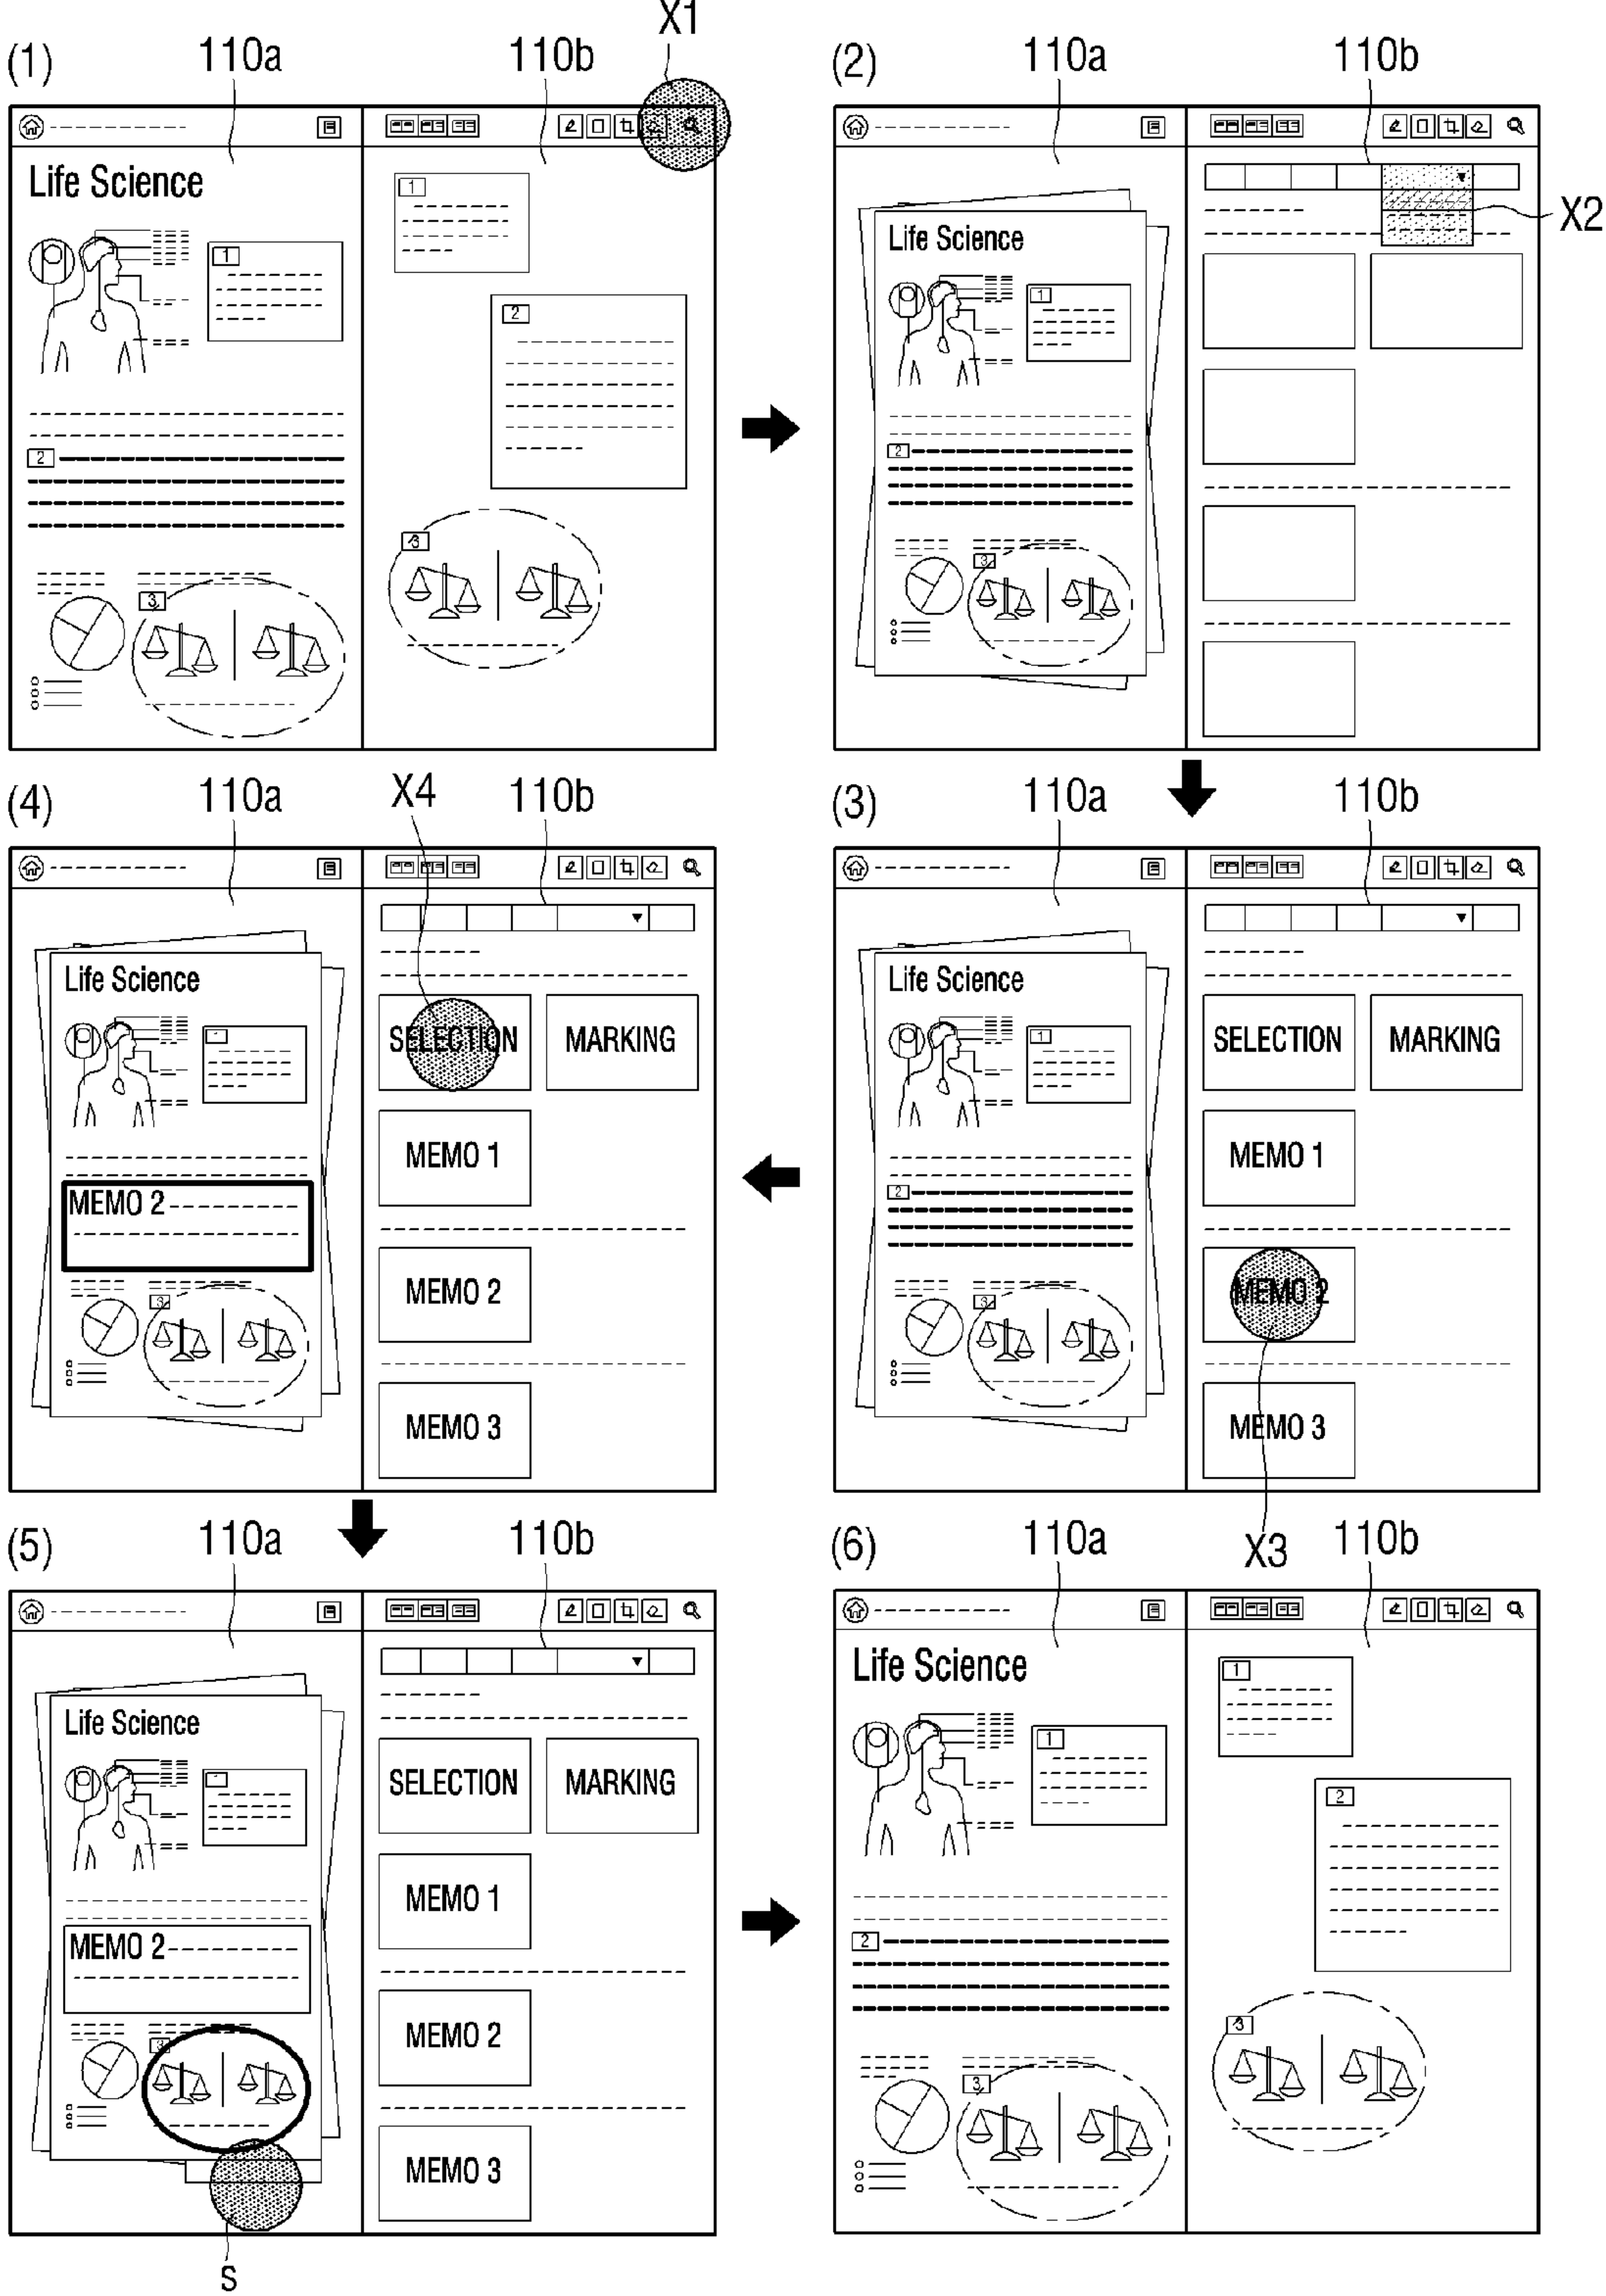 X1
(1) 110a 110b
Life Science
1
1
2
2
3
3
(2) 110a 110b
X2
Life Science
1
2
3
(3) 110a 110b
Life Science
1
2
3
SELECTION MARKING
MEMO 1
MEMO 2
MEMO 3
X3
(4) 110a X4 110b
Life Science
MEMO 2
3
SELECTION MARKING
MEMO 1
MEMO 2
MEMO 3
(5) 110a 110b
Life Science
MEMO 2
3
S
SELECTION MARKING
MEMO 1
MEMO 2
MEMO 3
(6) 110a 110b
Life Science
1
1
2
2
3
3